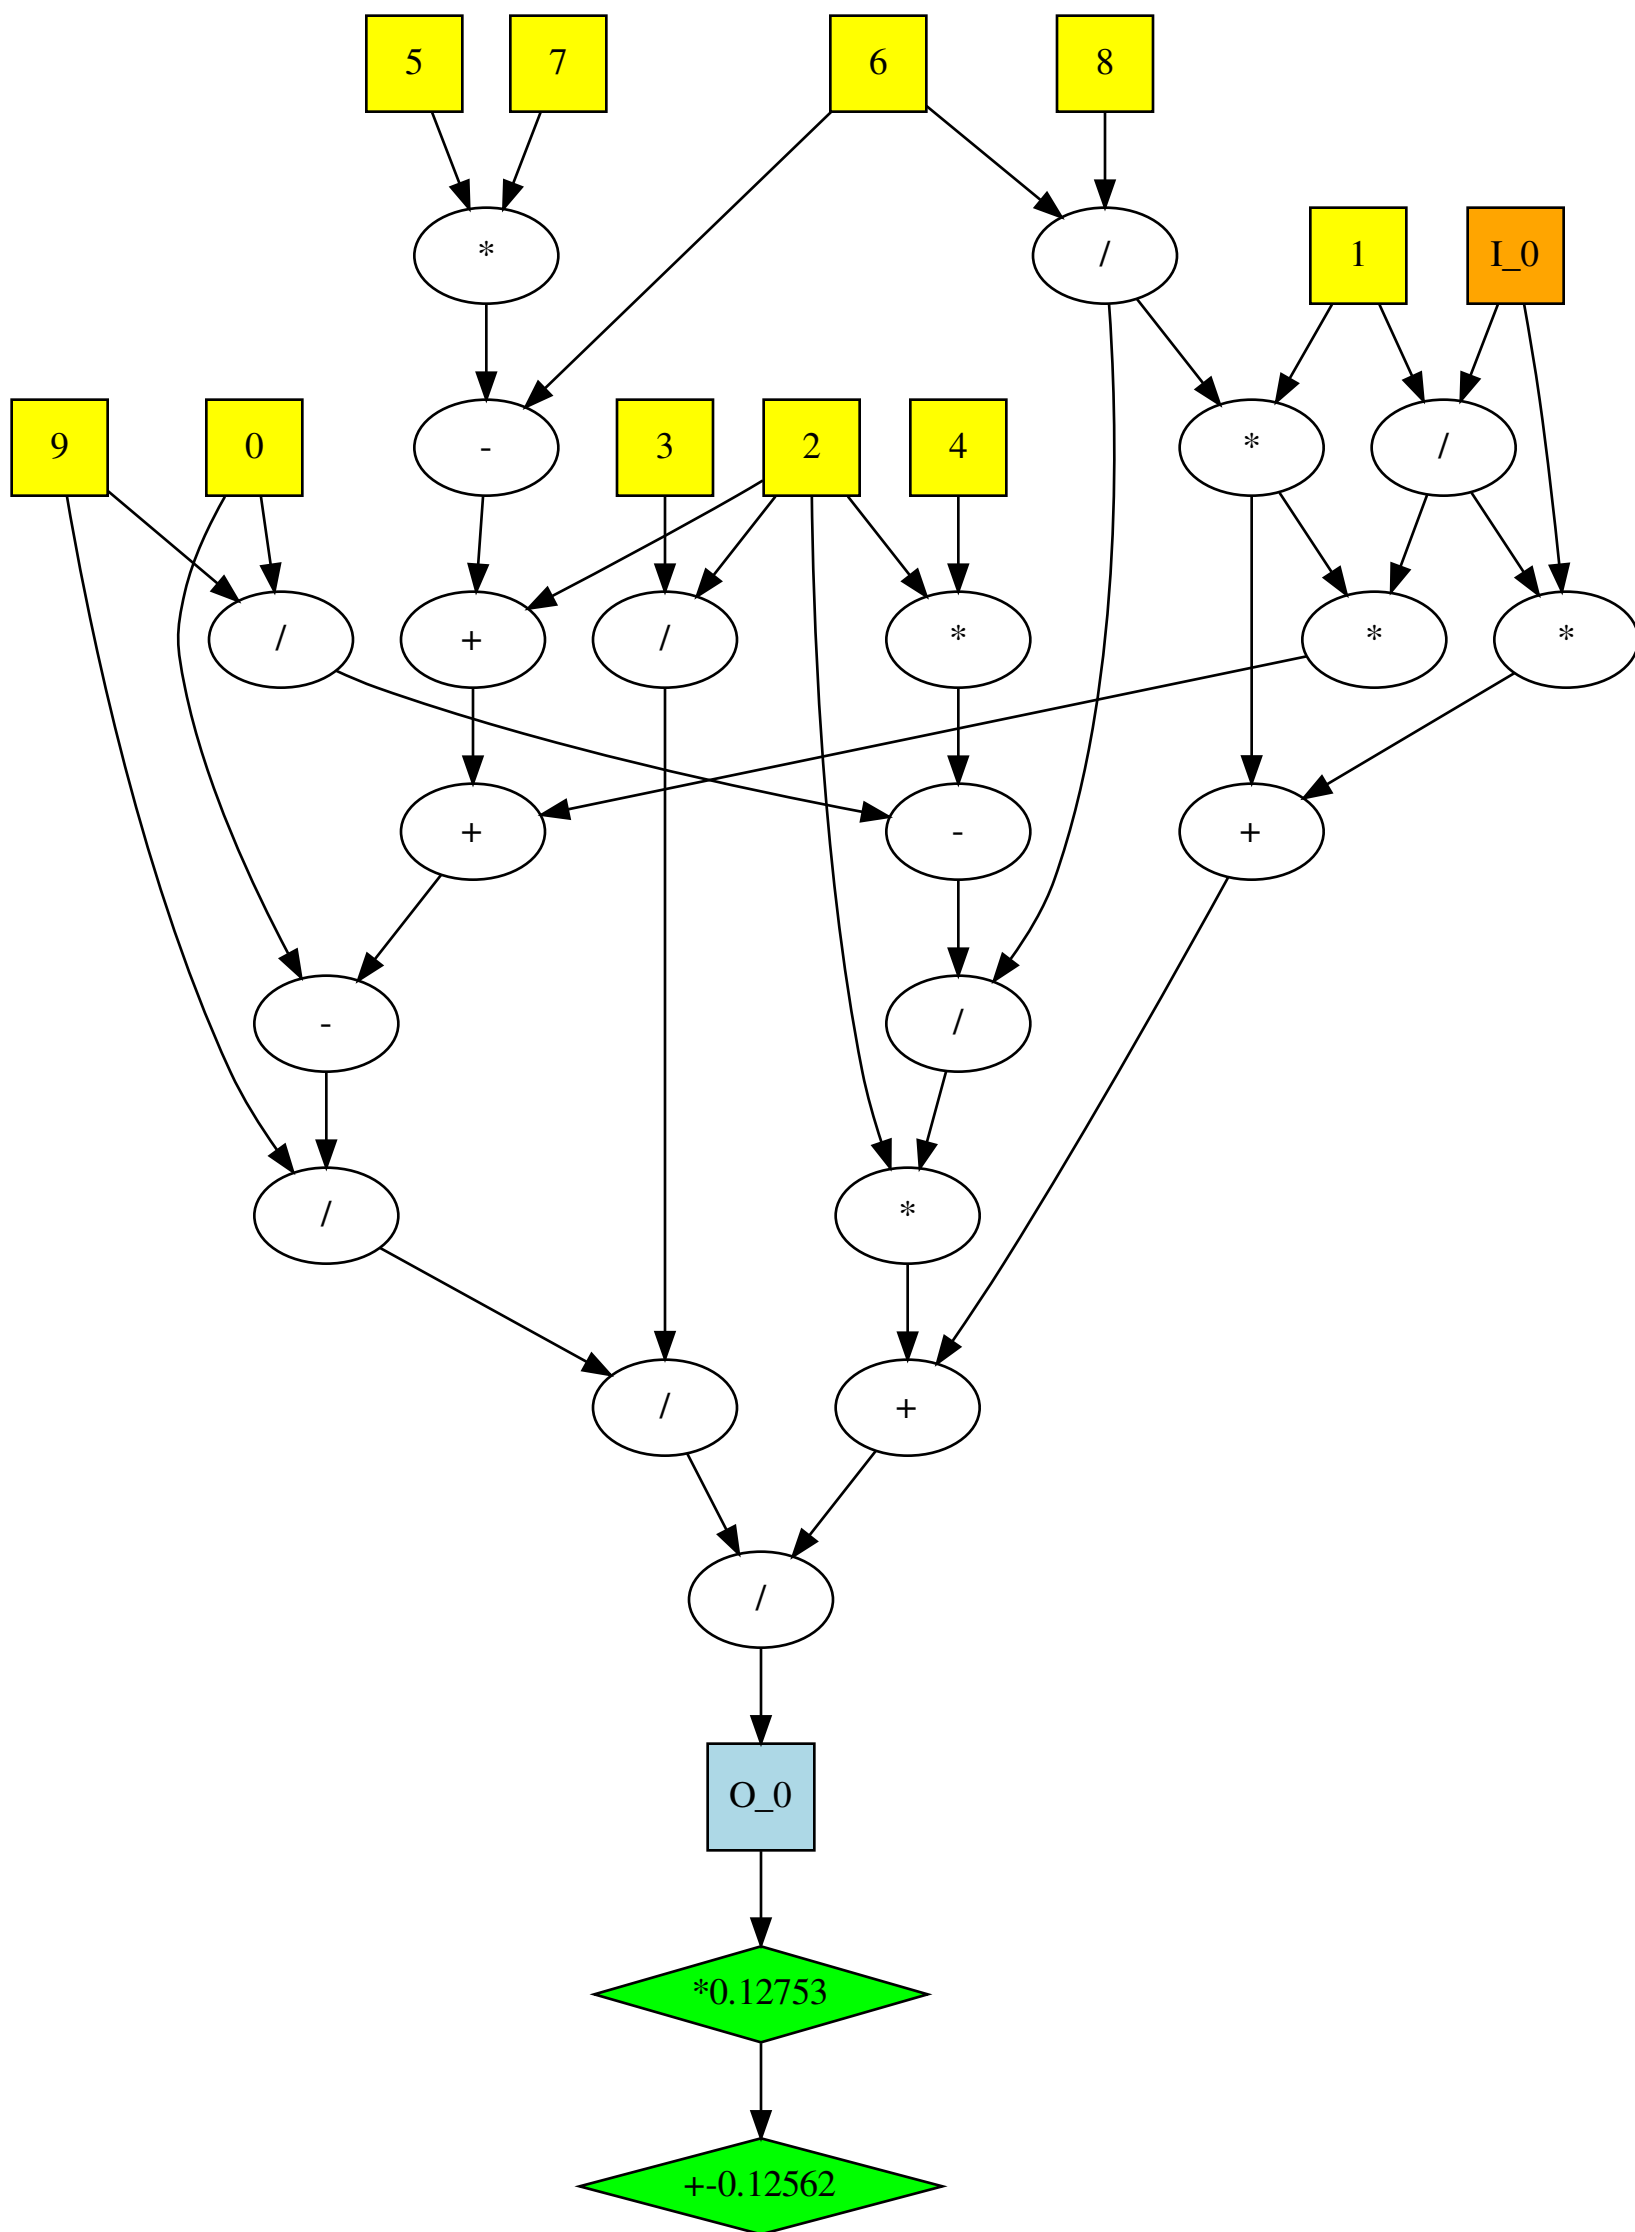 5 7 6 8
* / 1 I_0
9 0 - 3 2 4 * /
/ + / * * *
+ - +
- /
/ *
/ +
/
O_0
*0.12753
+-0.12562